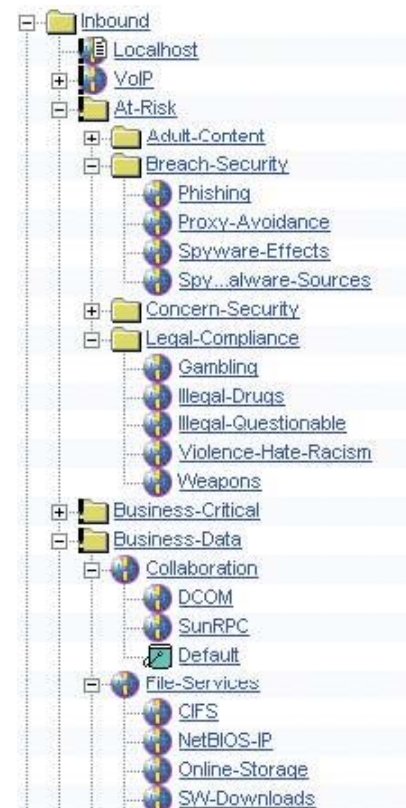 Inbound
Localhost
VoIP
At-Risk
Adult-Content
Breach-Security
Phishing
Proxy-Avoidance
Spyware-Effects
Spy...alware-Sources
Concern-Security
Legal-Compliance
Gambling
Illegal-Drugs
Illegal-Questionable
Violence-Hate-Racism
Weapons
Business-Critical
Business-Data
Collaboration
DCOM
SunRPC
Default
File-Services
CIFS
NetBIOS-IP
Online-Storage
SW-Downloads